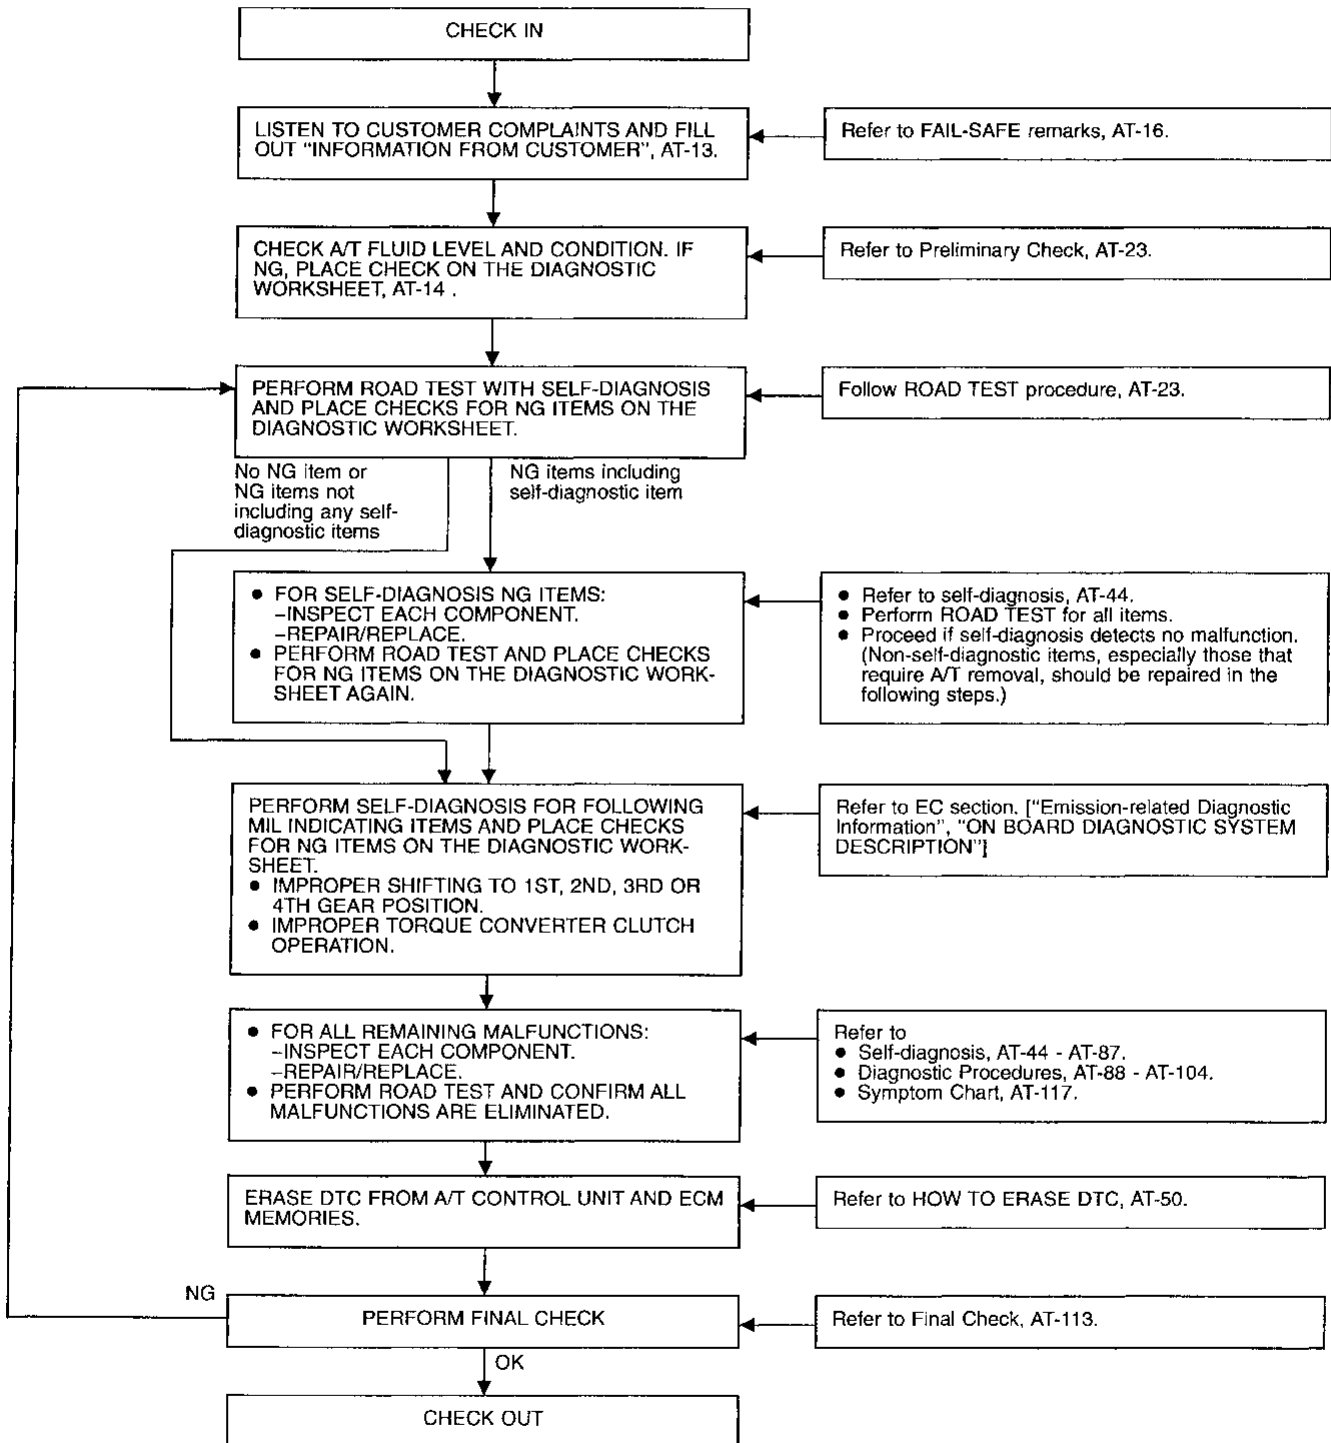 CHECK IN
LISTEN TO CUSTOMER COMPLAINTS AND FILL
OUT “INFORMATION FROM CUSTOMER”, AT-13.
Refer to FAIL-SAFE remarks, AT-16.
CHECK A/T FLUID LEVEL AND CONDITION. IF
NG, PLACE CHECK ON THE DIAGNOSTIC
WORKSHEET, AT-14 .
Refer to Preliminary Check, AT-23.
PERFORM ROAD TEST WITH SELF-DIAGNOSIS
AND PLACE CHECKS FOR NG ITEMS ON THE
DIAGNOSTIC WORKSHEET.
Follow ROAD TEST procedure, AT-23.
No NG item or
NG items not
including any self-
diagnostic items
NG items including
self-diagnostic item
● FOR SELF-DIAGNOSIS NG ITEMS:
–INSPECT EACH COMPONENT.
–REPAIR/REPLACE.
● PERFORM ROAD TEST AND PLACE CHECKS
FOR NG ITEMS ON THE DIAGNOSTIC WORK-
SHEET AGAIN.
● Refer to self-diagnosis, AT-44.
● Perform ROAD TEST for all items.
● Proceed if self-diagnosis detects no malfunction.
(Non-self-diagnostic items, especially those that
require A/T removal, should be repaired in the
following steps.)
PERFORM SELF-DIAGNOSIS FOR FOLLOWING
MIL INDICATING ITEMS AND PLACE CHECKS
FOR NG ITEMS ON THE DIAGNOSTIC WORK-
SHEET.
● IMPROPER SHIFTING TO 1ST, 2ND, 3RD OR
4TH GEAR POSITION.
● IMPROPER TORQUE CONVERTER CLUTCH
OPERATION.
Refer to EC section. [“Emission-related Diagnostic
Information”, “ON BOARD DIAGNOSTIC SYSTEM
DESCRIPTION”]
● FOR ALL REMAINING MALFUNCTIONS:
–INSPECT EACH COMPONENT.
–REPAIR/REPLACE.
● PERFORM ROAD TEST AND CONFIRM ALL
MALFUNCTIONS ARE ELIMINATED.
Refer to
● Self-diagnosis, AT-44 - AT-87.
● Diagnostic Procedures, AT-88 - AT-104.
● Symptom Chart, AT-117.
ERASE DTC FROM A/T CONTROL UNIT AND ECM
MEMORIES.
Refer to HOW TO ERASE DTC, AT-50.
NG
PERFORM FINAL CHECK
Refer to Final Check, AT-113.
OK
CHECK OUT